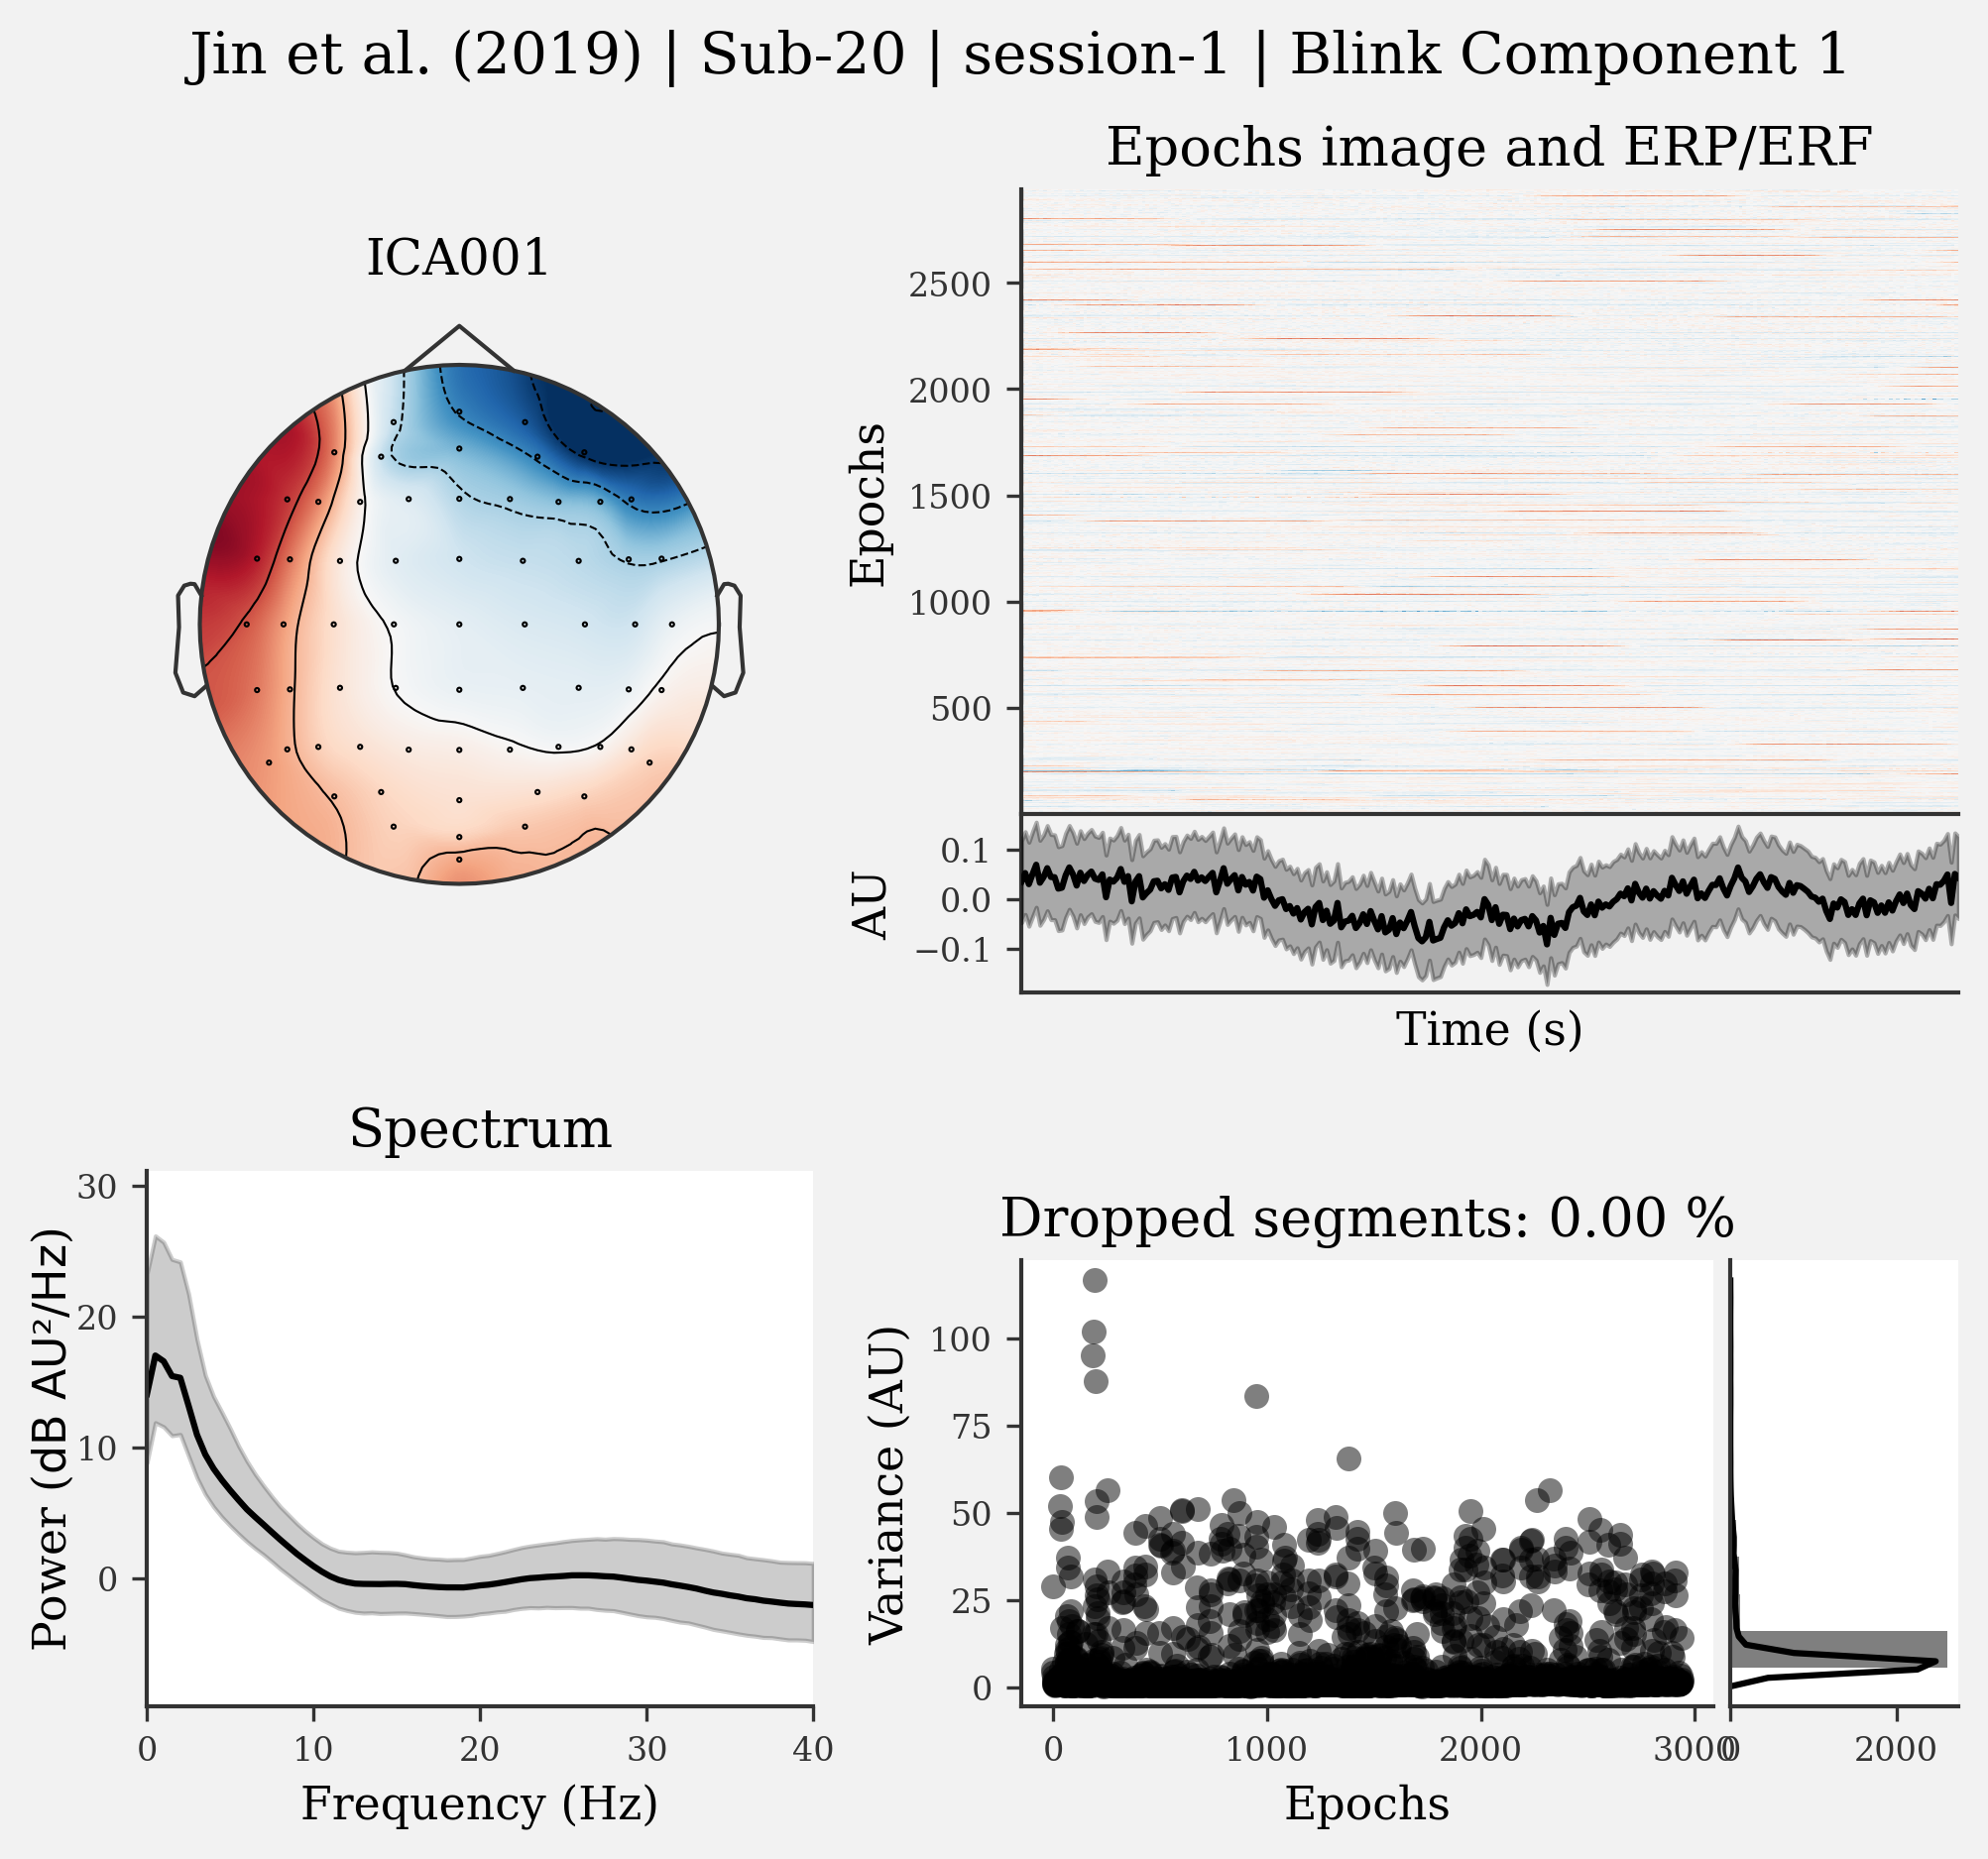 Jin et al. (2019) | Sub-20 | session-1 | Blink Component 1
ICA001
Epochs image and ERP/ERF
Epochs
2500
2000
1500
1000
500
AU
0.1
0.0
−0.1
Time (s)
Spectrum
Power (dB AU²/Hz)
30
20
10
0
0 10 20 30 40
Frequency (Hz)
Dropped segments: 0.00 %
Variance (AU)
100
75
50
25
0
0 1000 2000 3000
0 2000
Epochs